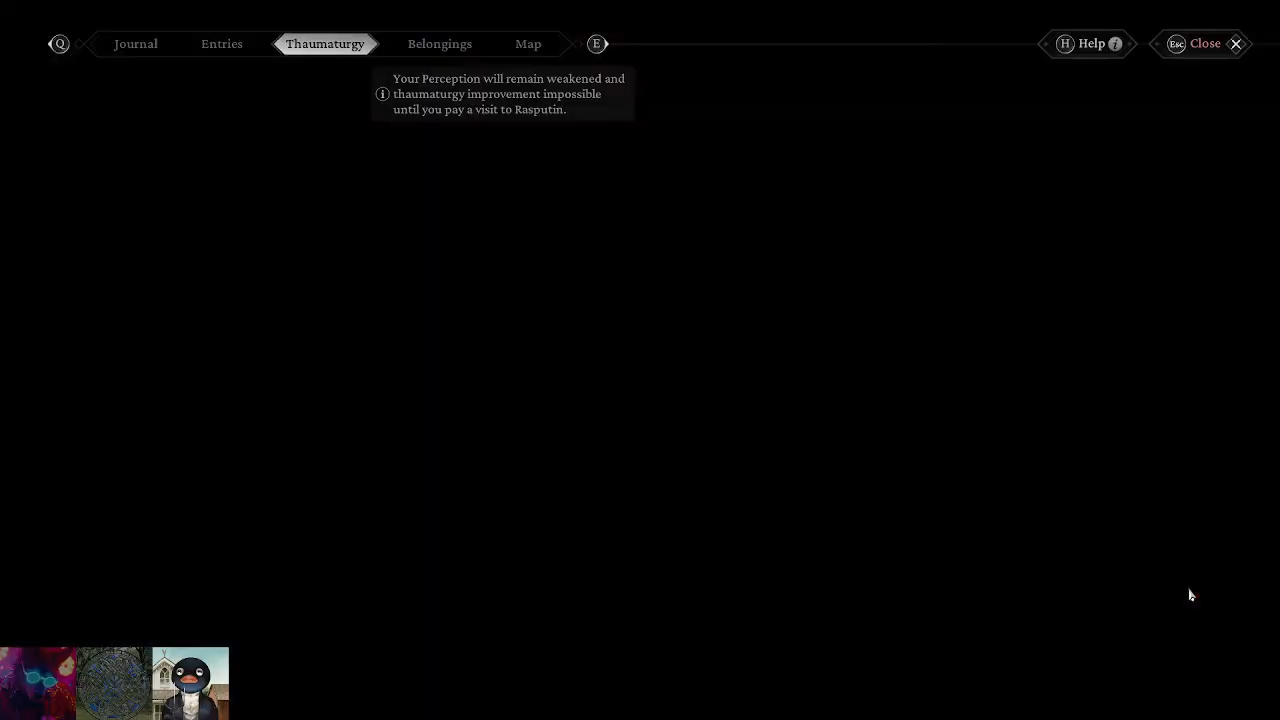 Q Journal Entries Thaumaturgy Belongings Map E H Help i Esc Close
Your Perception will remain weakened and
thaumaturgy improvement impossible
until you pay a visit to Rasputin.